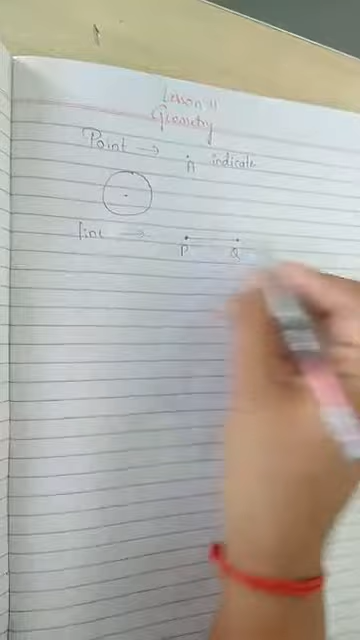 Lesson 11
Geometry
Point → A indicate
line →
P Q